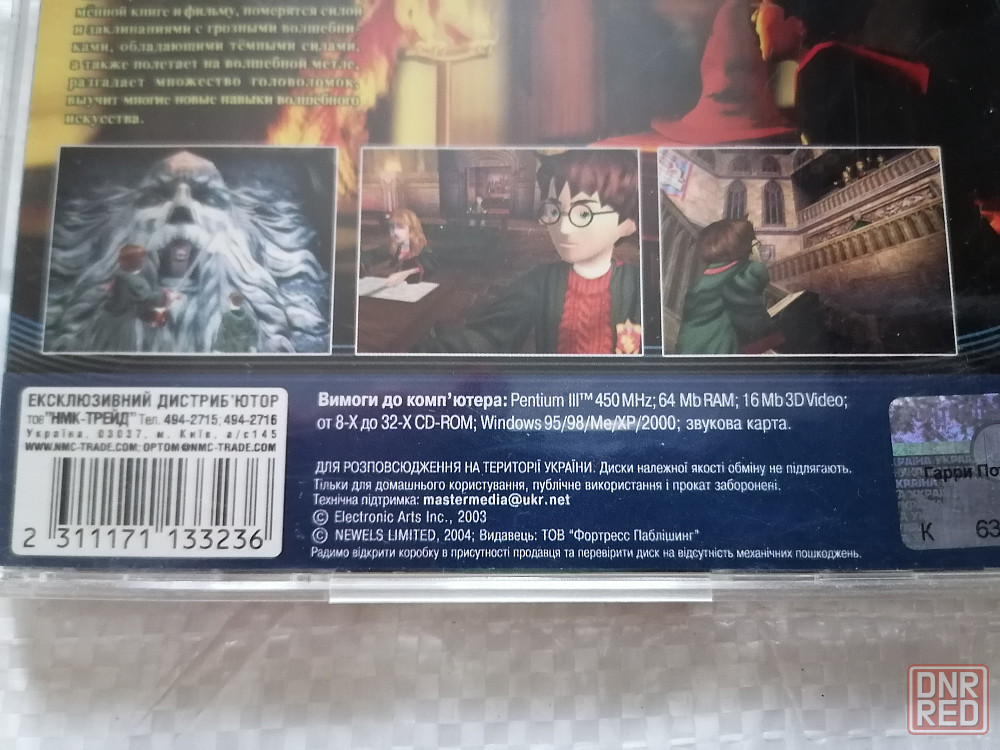 менной книге и фильму, померятся силой
и заклинаниями с грозными волшебни-
ками, обладающими тёмными силами,
а также полетает на волшебной метле,
разгадает множество головоломок,
выучит многие новые навыки волшебного
искусства.
ЕКСКЛЮЗИВНИЙ ДИСТРИБ'ЮТОР
тов "НМК-ТРЕЙД" Тел. 494-2715; 494-2716
Україна, 03037, м. Київ, а/с145
WWW.NMC-TRADE.COM; OPTOM@NMC-TRADE.COM
2 311171 133236
Вимоги до комп'ютера: Pentium III™ 450 MHz; 64 Mb RAM; 16 Mb 3D Video;
от 8-X до 32-X CD-ROM; Windows 95/98/Me/XP/2000; звукова карта.
ДЛЯ РОЗПОВСЮДЖЕННЯ НА ТЕРИТОРІЇ УКРАЇНИ. Диски належної якості обміну не підлягають.
Тільки для домашнього користування, публічне використання і прокат заборонені.
Технічна підтримка: mastermedia@ukr.net
© Electronic Arts Inc., 2003
© NEWELS LIMITED, 2004; Видавець: ТОВ "Фортресс Паблішинг"
Радимо відкрити коробку в присутності продавця та перевірити диск на відсутність механічних пошкоджень.
Гарри По
К 63
DNR
RED